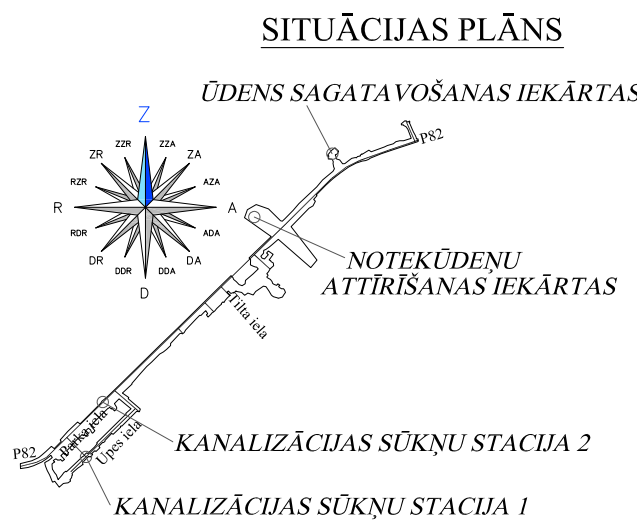 SITUĀCIJAS PLĀNS
ŪDENS SAGATAVOŠANAS IEKĀRTAS
P82
Z
ZZR
ZZA
ZR
ZA
RZR
AZA
R
A
RDR
ADA
DR
DA
DDR
DDA
D
NOTEKŪDEŅU
ATTĪRĪŠANAS IEKĀRTAS
Tilta iela
Parka iela
Upes iela
P82
KANALIZĀCIJAS SŪKŅU STACIJA 2
KANALIZĀCIJAS SŪKŅU STACIJA 1